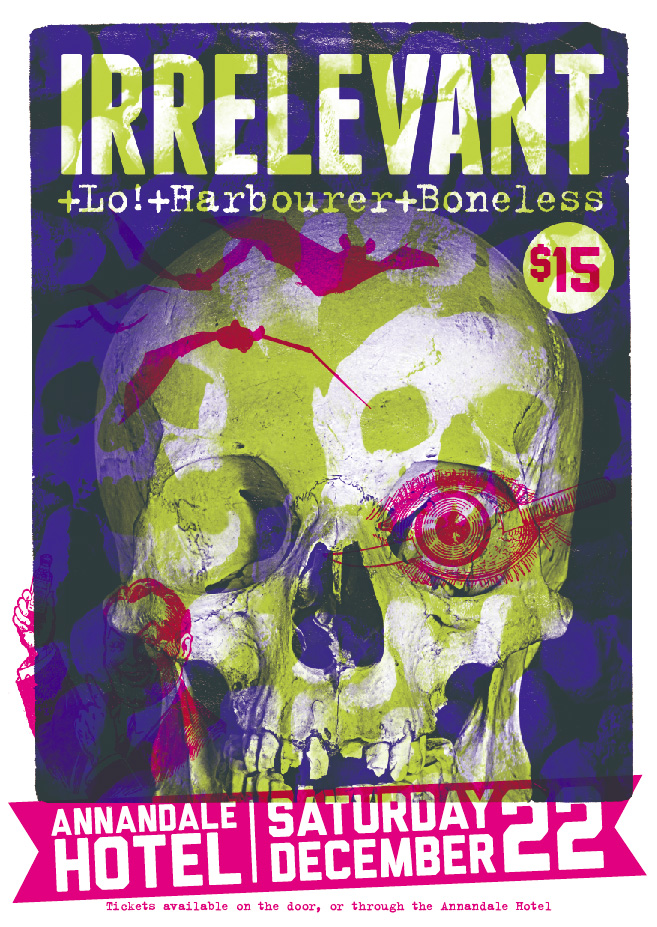 IRRELEVANT
+Lo!+Harbourer+Boneless
$15
ANNANDALE
HOTEL
SATURDAY
DECEMBER
22
Tickets available on the door, or through the Annandale Hotel